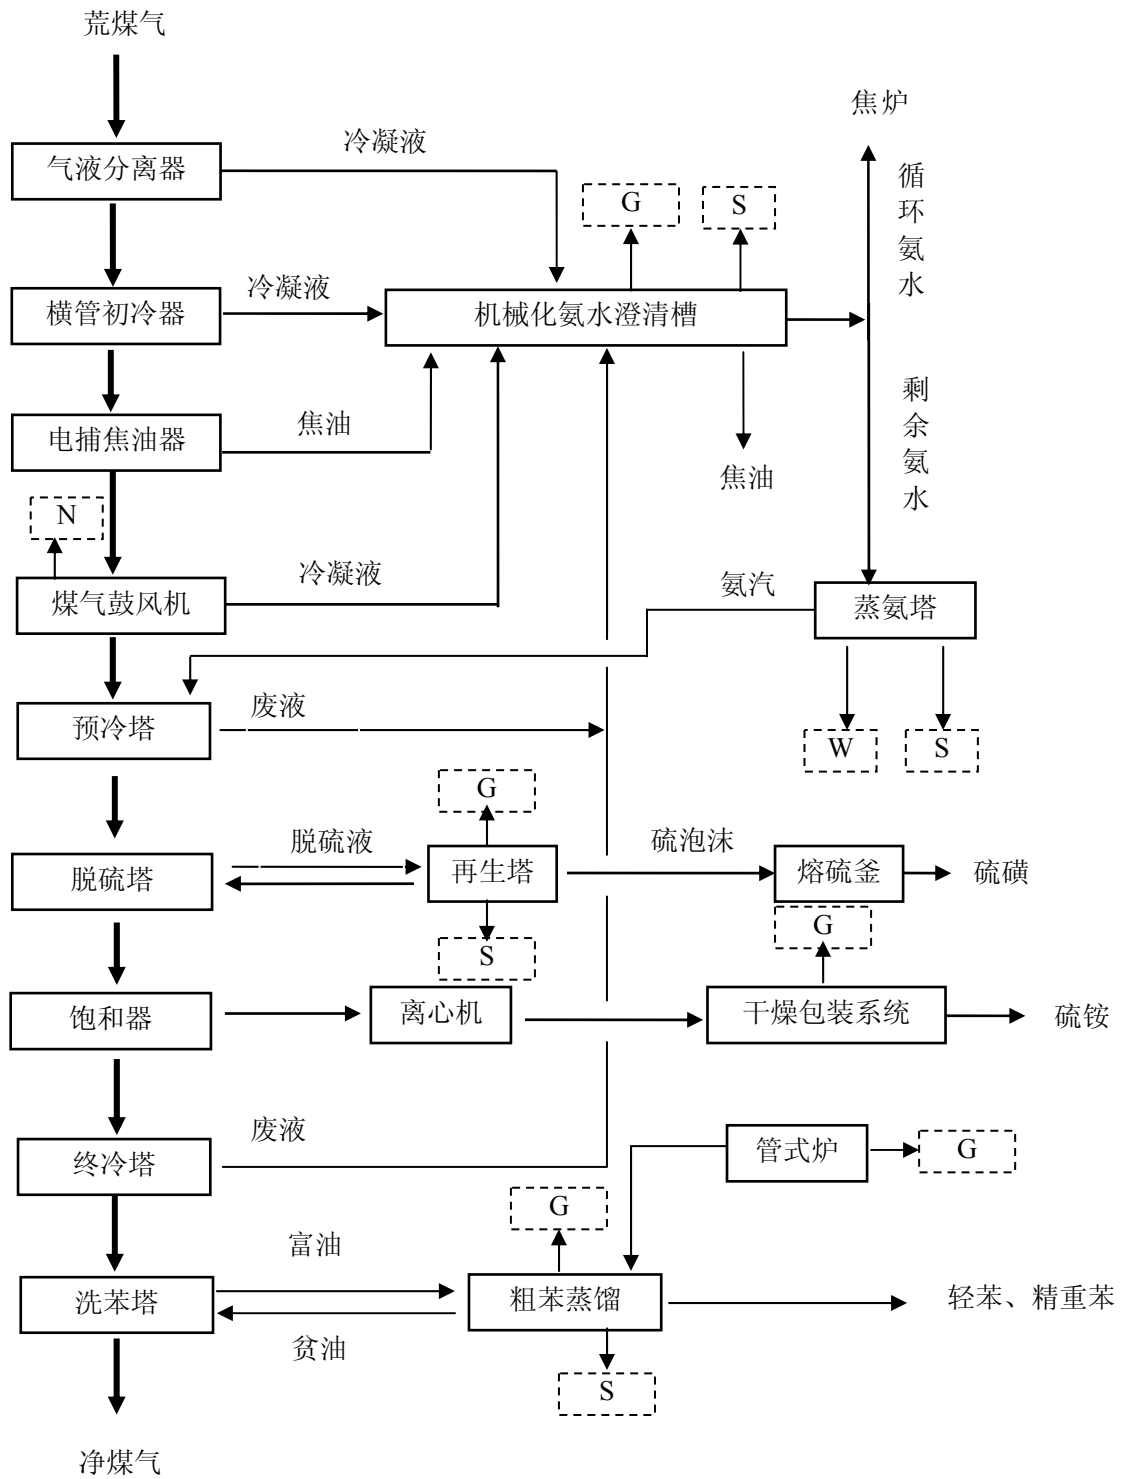 荒煤气
焦炉
气液分离器
冷凝液
循环氨水
G
S
横管初冷器
冷凝液
机械化氨水澄清槽
剩余氨水
电捕焦油器
焦油
焦油
N
煤气鼓风机
冷凝液
氨汽
蒸氨塔
预冷塔
废液
W
S
G
脱硫塔
脱硫液
再生塔
硫泡沫
熔硫釜
硫磺
G
S
饱和器
离心机
干燥包装系统
硫铵
终冷塔
废液
管式炉
G
G
富油
洗苯塔
粗苯蒸馏
轻苯、精重苯
贫油
S
净煤气